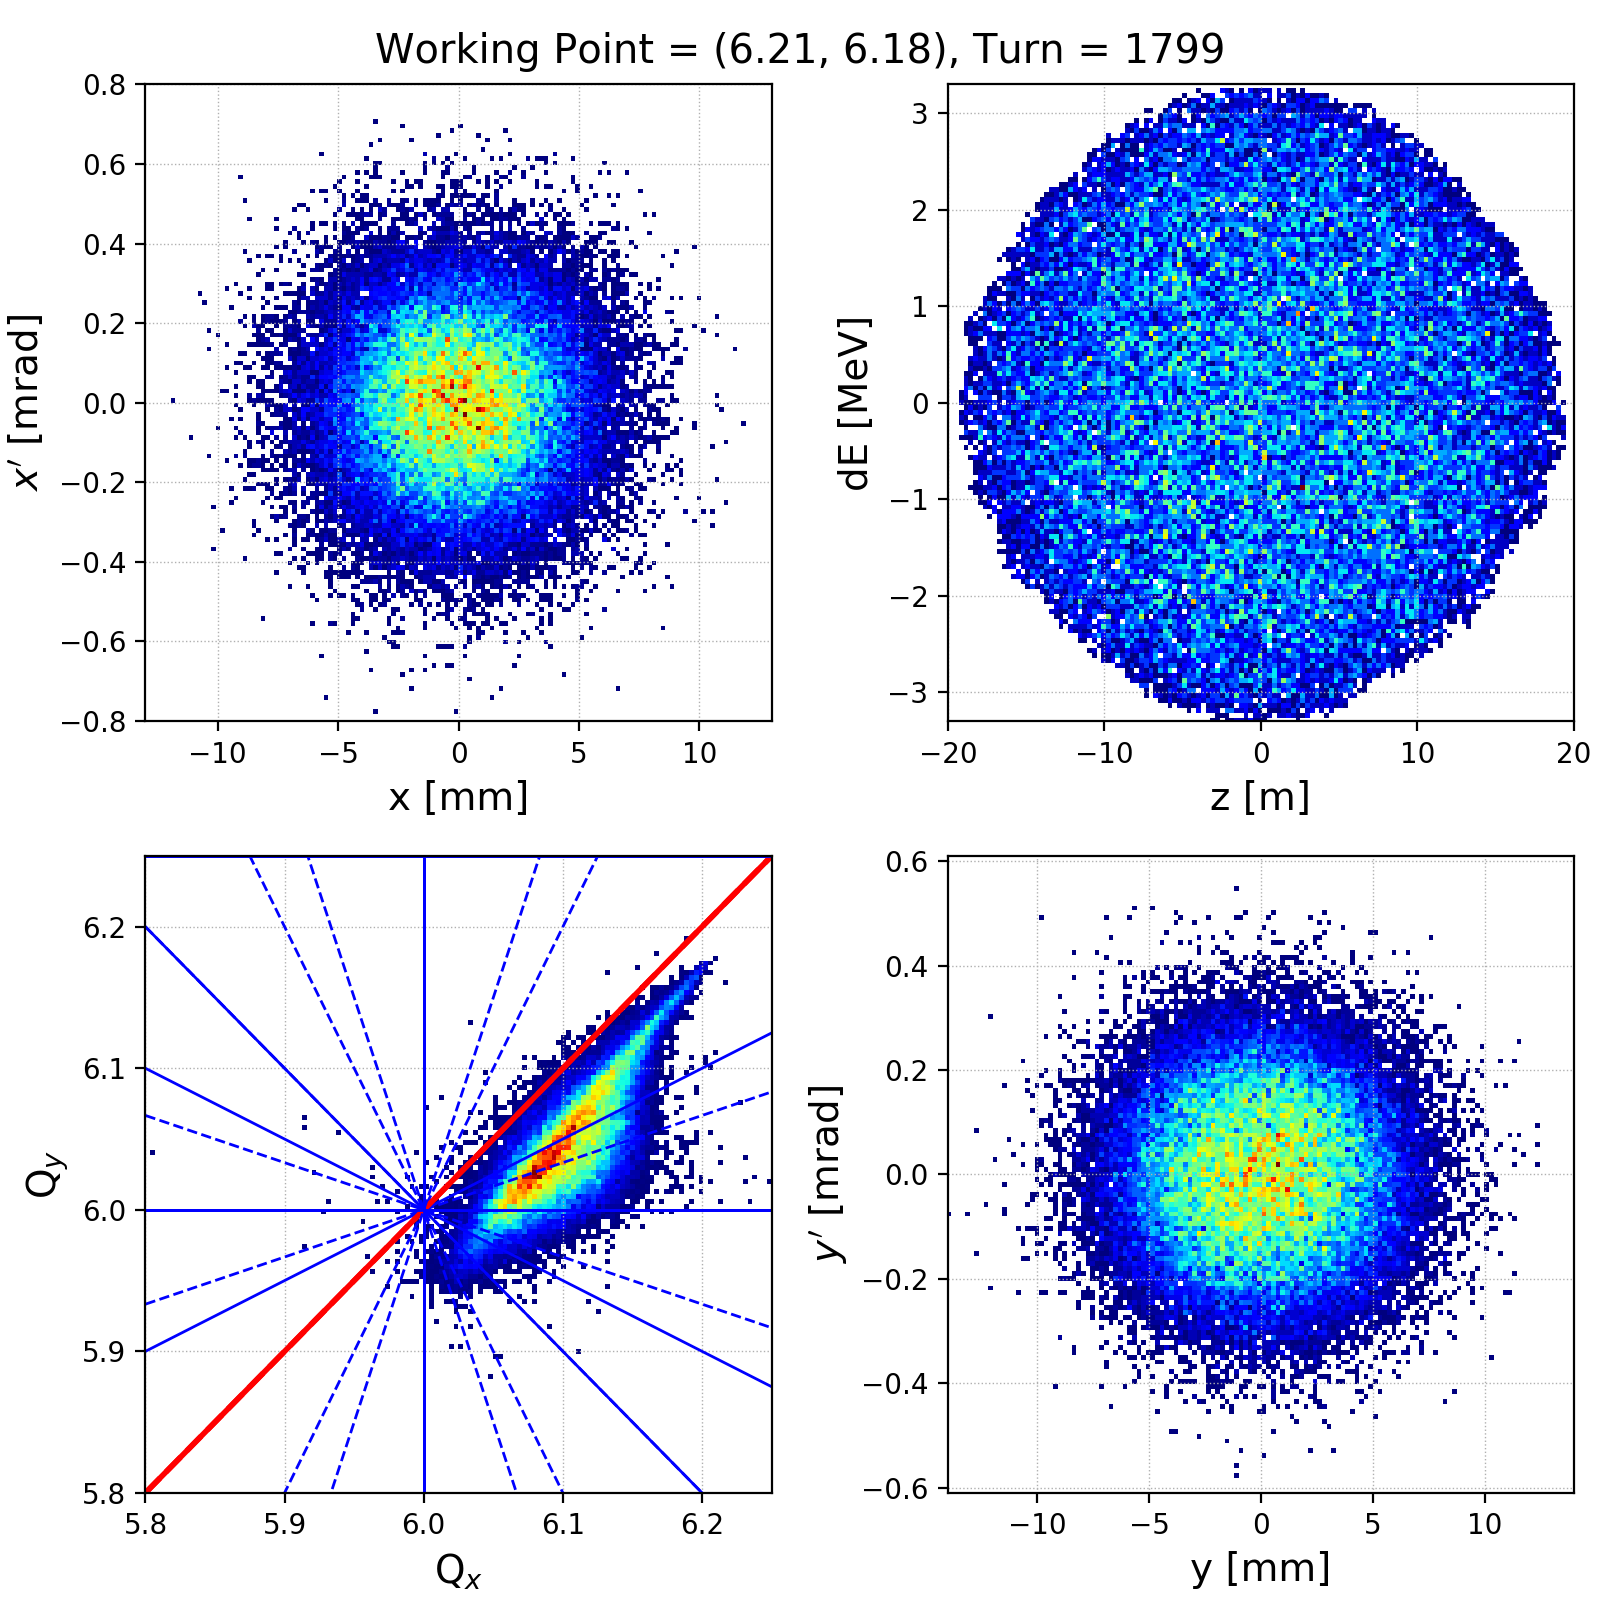 Working Point = (6.21, 6.18), Turn = 1799
0.8
0.6
0.4
0.2
0.0
−0.2
−0.4
−0.6
−0.8
x′ [mrad]
−10 −5 0 5 10
x [mm]
3
2
1
0
−1
−2
−3
dE [MeV]
−20 −10 0 10 20
z [m]
6.2
6.1
6.0
5.9
5.8
Qy
5.8 5.9 6.0 6.1 6.2
Qx
0.6
0.4
0.2
0.0
−0.2
−0.4
−0.6
y′ [mrad]
−10 −5 0 5 10
y [mm]